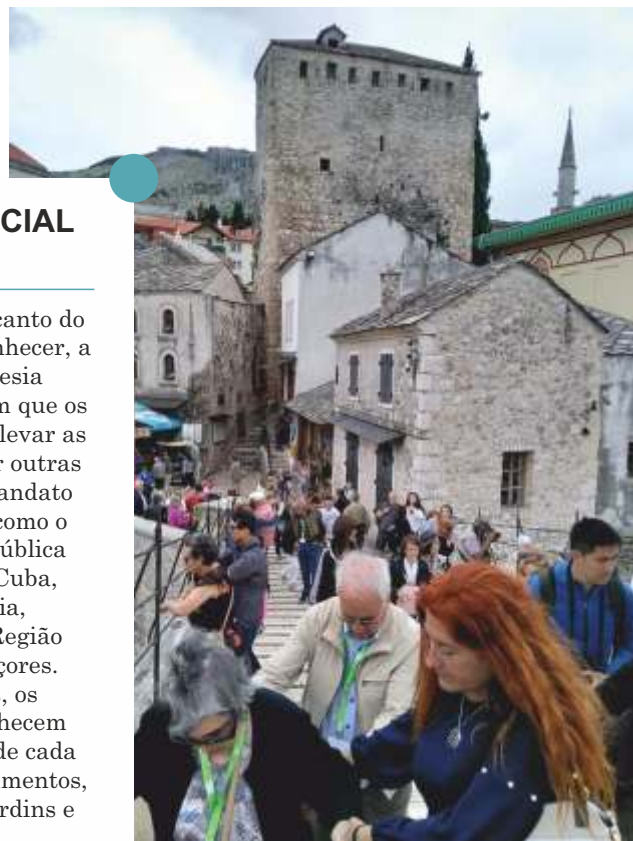 CIAL
canto do
nhecer, a
esia
m que os
levar as
r outras
andato
como o
ública
Cuba,
ia,
Região
çores.
, os
hecem
de cada
mentos,
rdins e